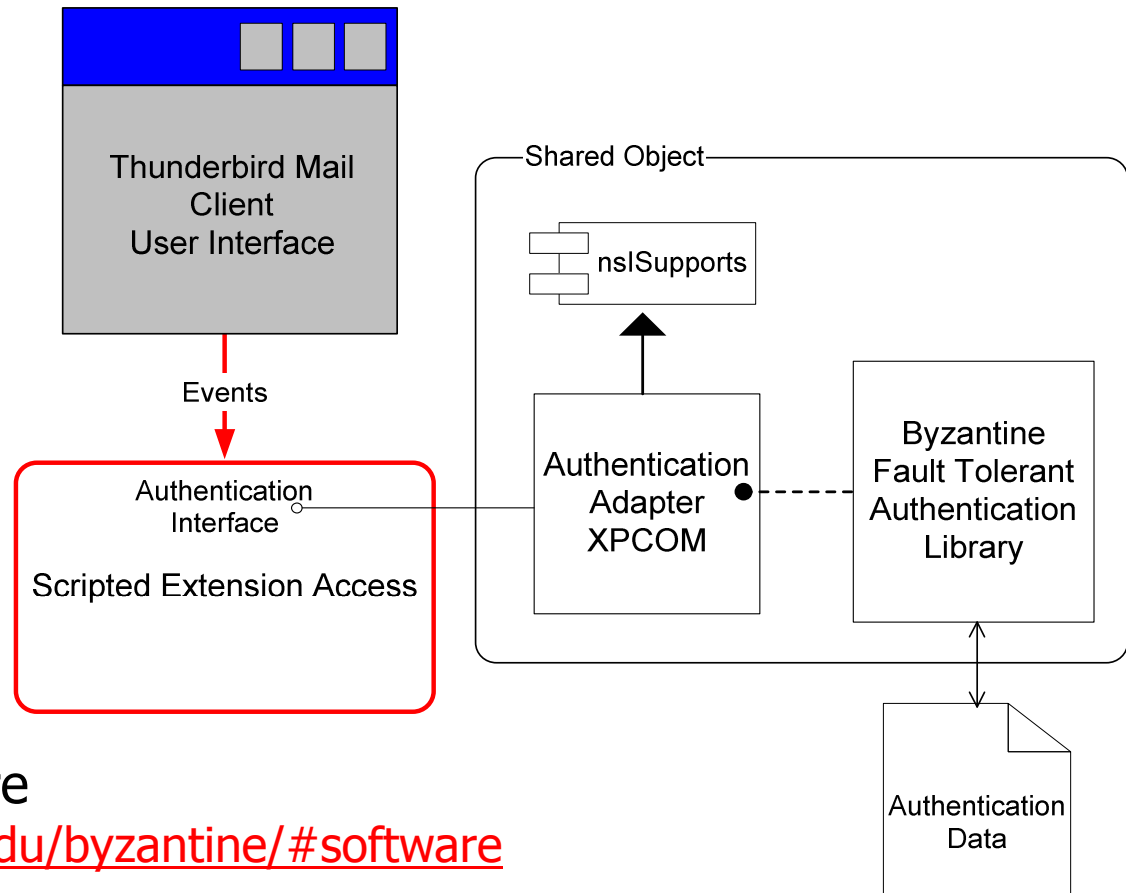 Thunderbird Mail
Client
User Interface
Events
Authentication
Interface
Scripted Extension Access
Shared Object
nsISupports
Authentication
Adapter
XPCOM
Byzantine
Fault Tolerant
Authentication
Library
Authentication
Data
du/byzantine/#software